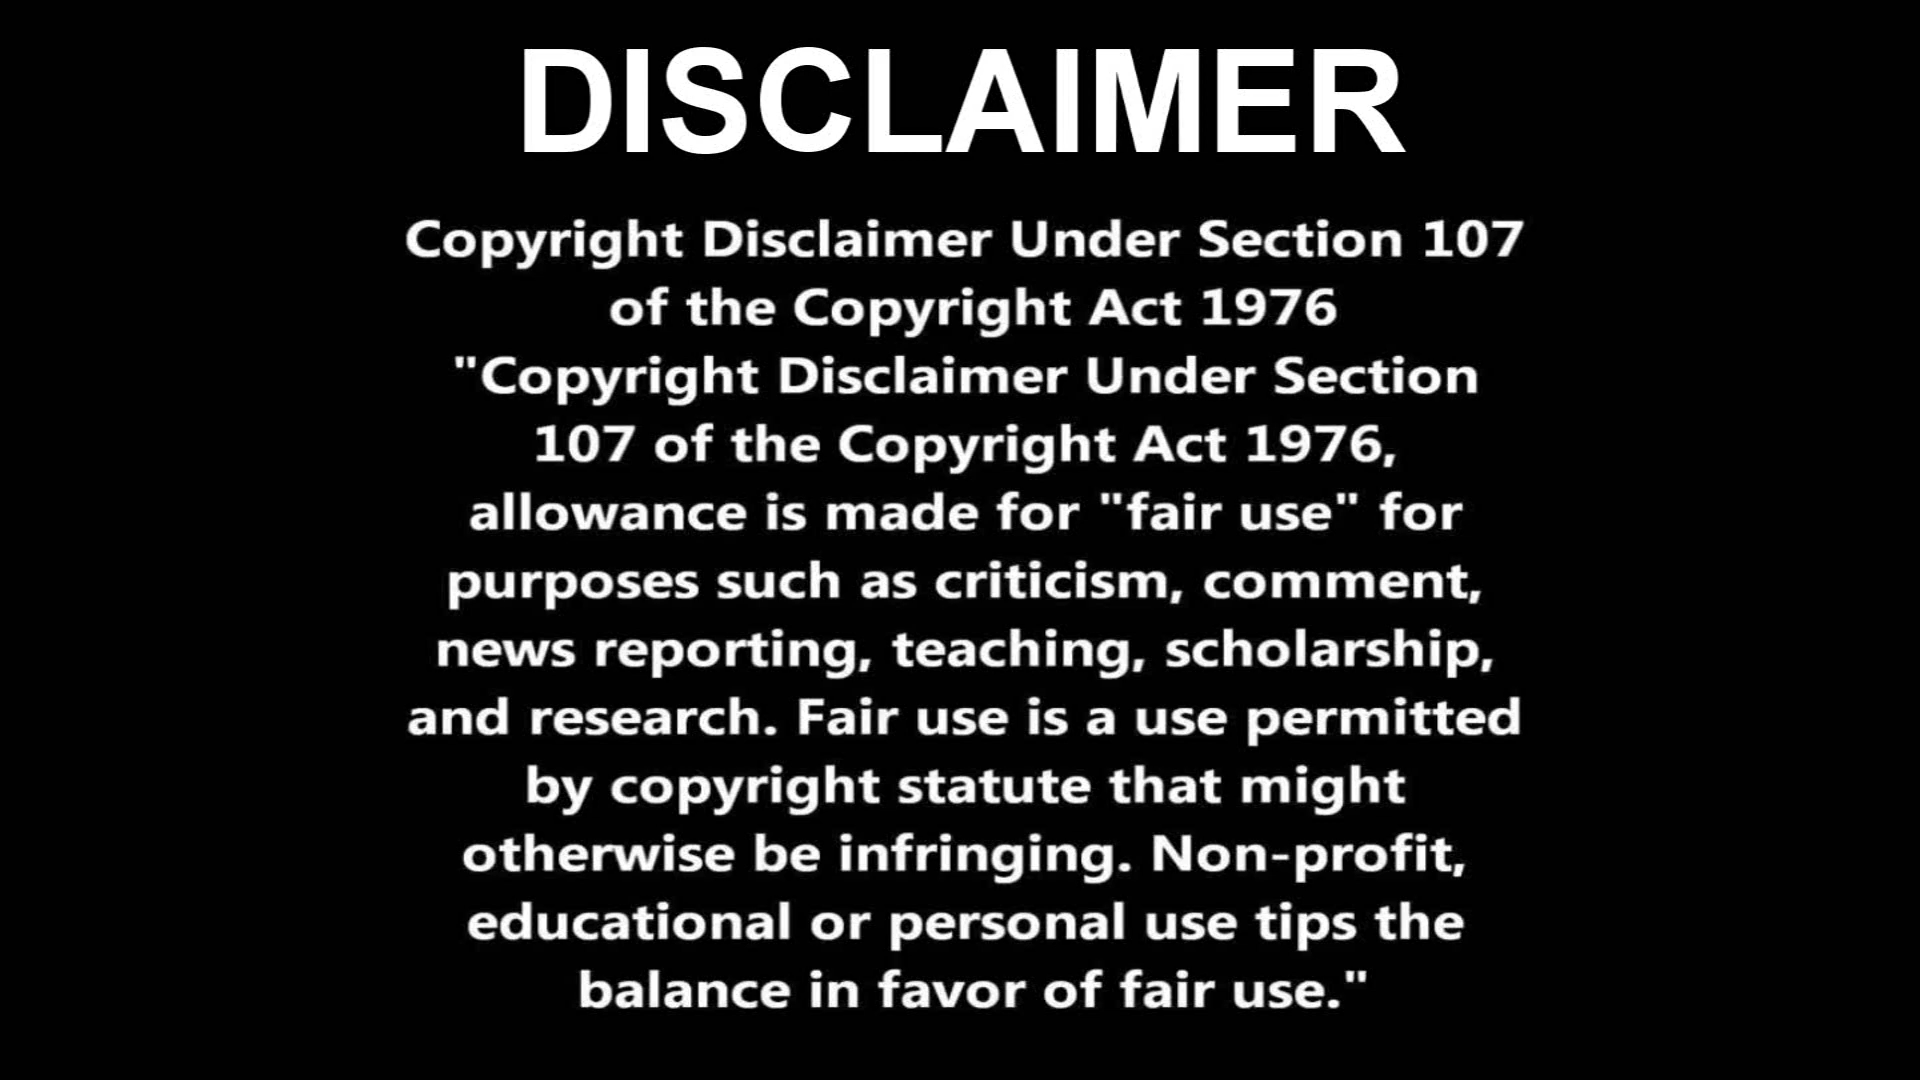 DISCLAIMER
Copyright Disclaimer Under Section 107
of the Copyright Act 1976
"Copyright Disclaimer Under Section
107 of the Copyright Act 1976,
allowance is made for "fair use" for
purposes such as criticism, comment,
news reporting, teaching, scholarship,
and research. Fair use is a use permitted
by copyright statute that might
otherwise be infringing. Non-profit,
educational or personal use tips the
balance in favor of fair use."